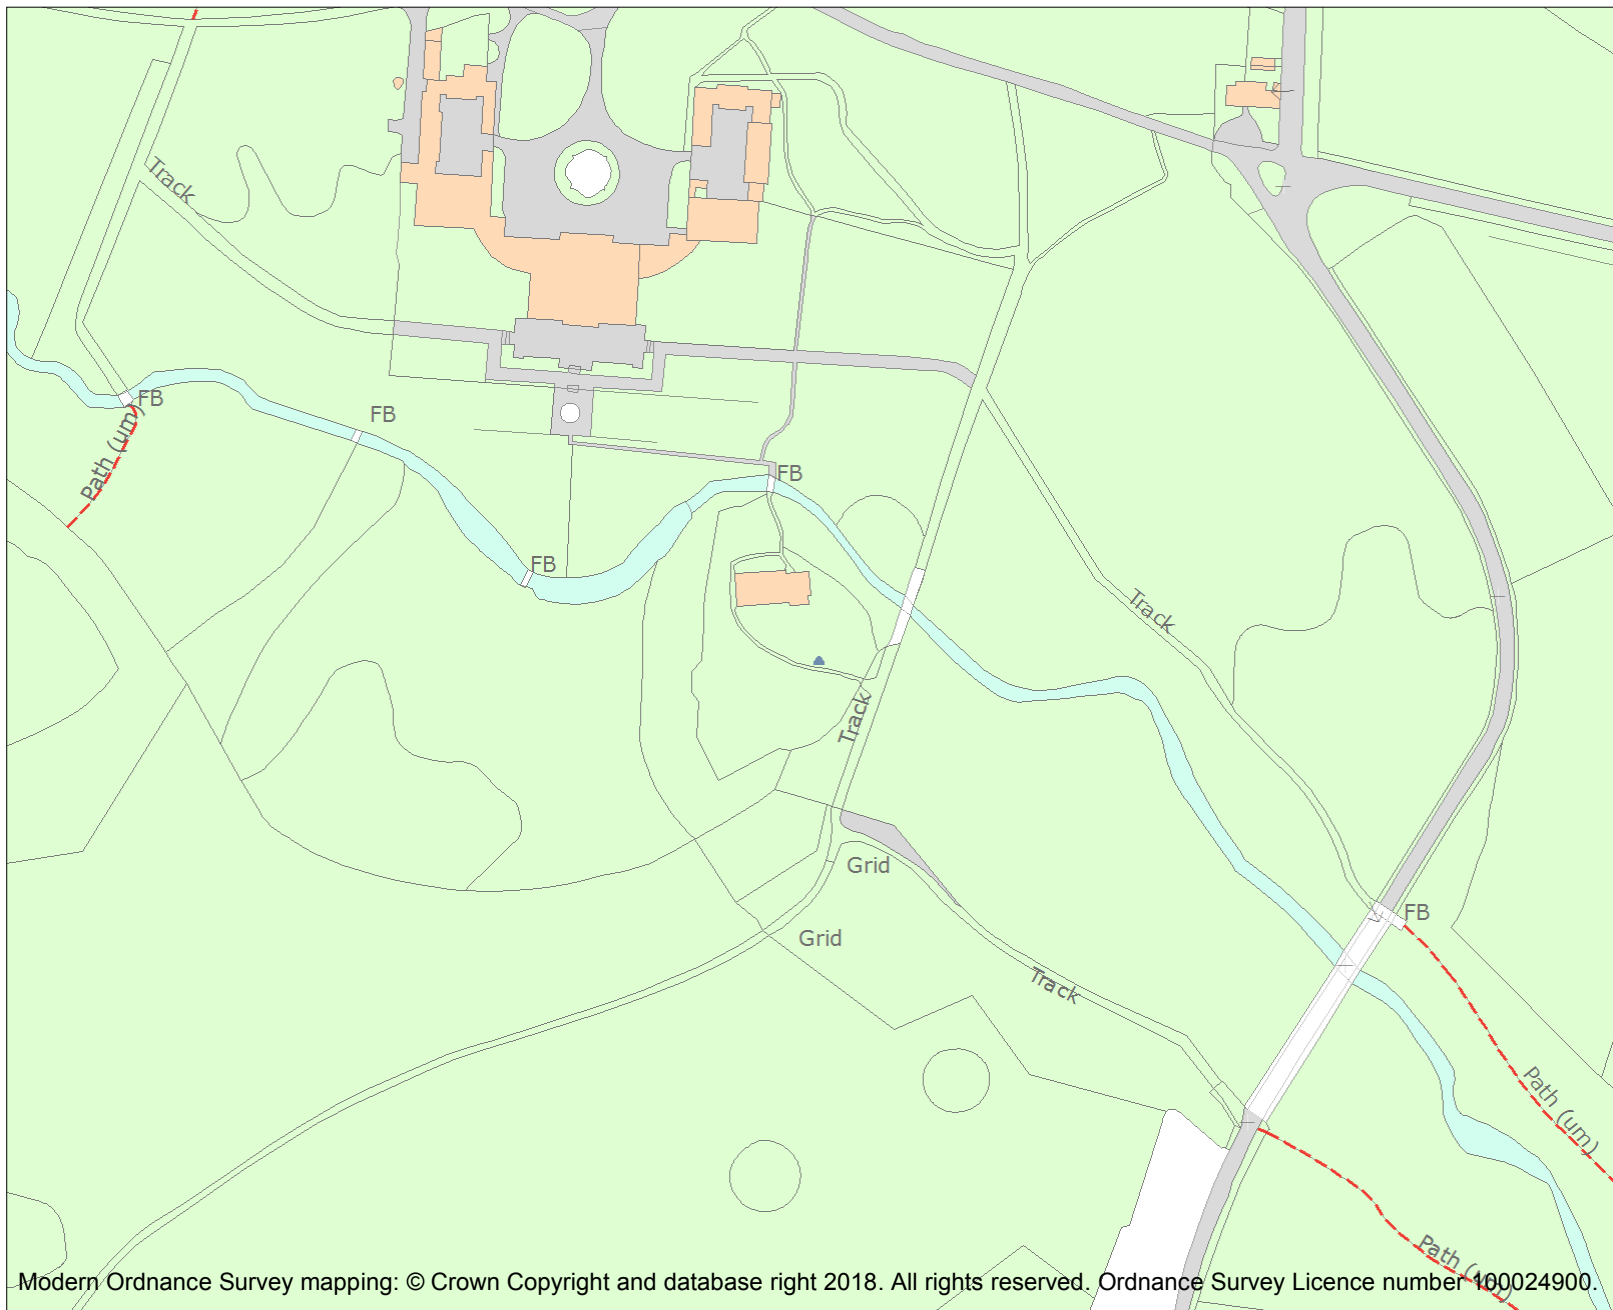 Track
FB
FB
Path (um)
FB
FB
Track
Track
Grid
FB
Grid
Track
Path (um)
Path (um)
Modern Ordnance Survey mapping: © Crown Copyright and database right 2018. All rights reserved. Ordnance Survey Licence number 100024900.